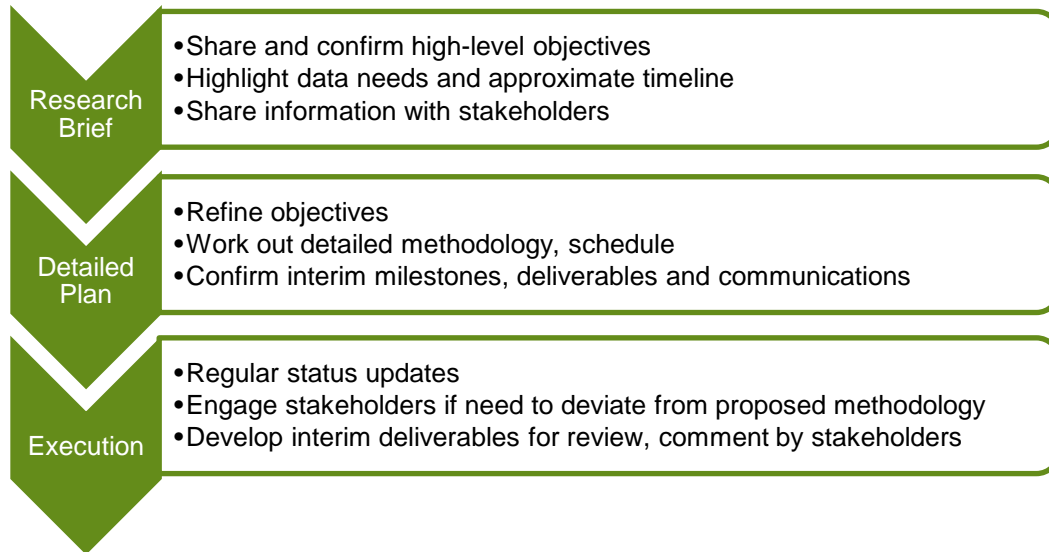 Research
Brief
•Share and confirm high-level objectives
•Highlight data needs and approximate timeline
•Share information with stakeholders
Detailed
Plan
•Refine objectives
•Work out detailed methodology, schedule
•Confirm interim milestones, deliverables and communications
Execution
•Regular status updates
•Engage stakeholders if need to deviate from proposed methodology
•Develop interim deliverables for review, comment by stakeholders